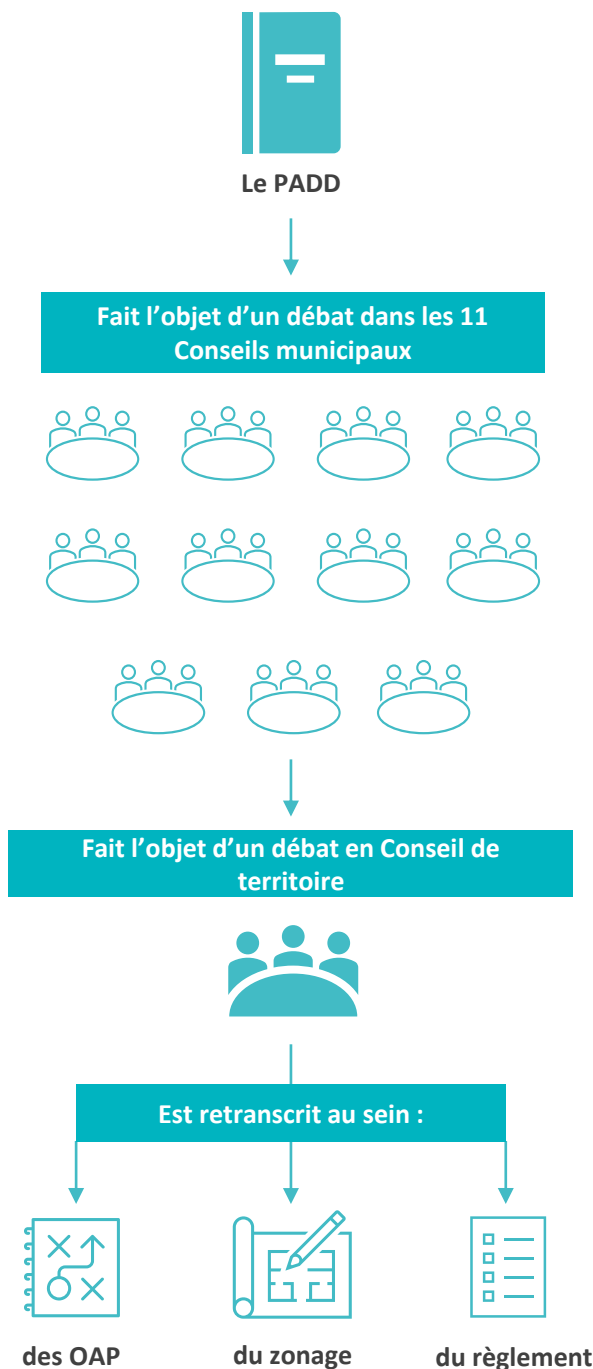 Le PADD
Fait l’objet d’un débat dans les 11
Conseils municipaux
Fait l’objet d’un débat en Conseil de
territoire
Est retranscrit au sein :
des OAP
du zonage
du règlement